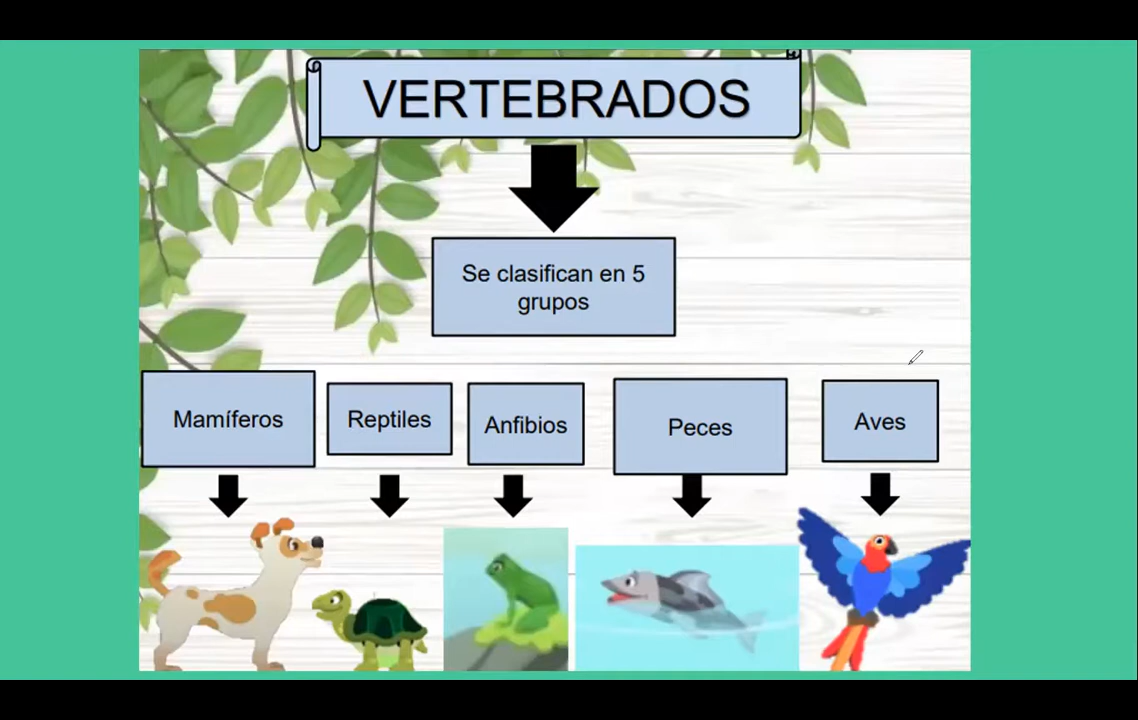 VERTEBRADOS
Se clasifican en 5
grupos
Mamíferos
Reptiles
Anfibios
Peces
Aves